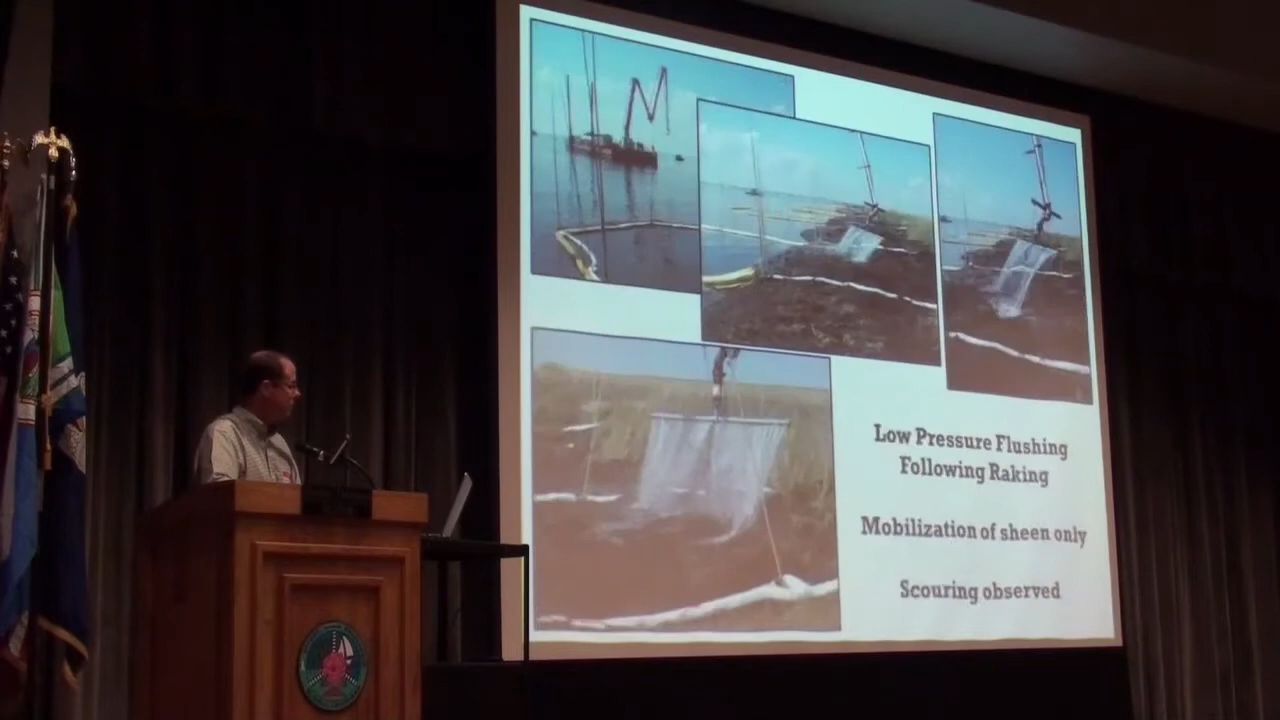 Low Pressure Flushing
Following Raking
Mobilization of sheen only
Scouring observed